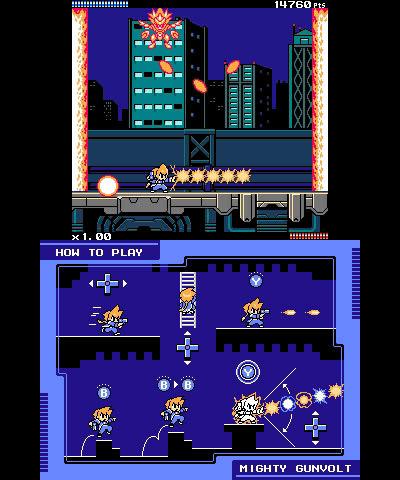 14760 Pts
x1.00
HOW TO PLAY
Y
B B B Y
MIGHTY GUNVOLT